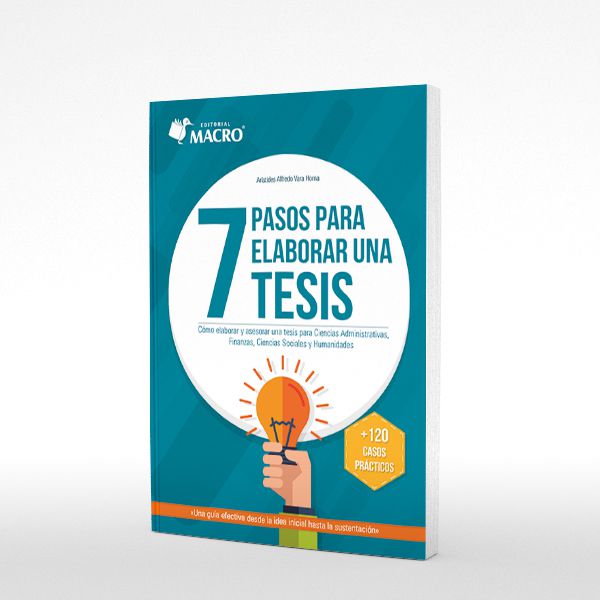 EDITORIAL
MACRO®
Arístides Alfredo Vara Horna
7 PASOS PARA
ELABORAR UNA
TESIS
Cómo elaborar y asesorar una tesis para Ciencias Administrativas,
Finanzas, Ciencias Sociales y Humanidades
+120
CASOS
PRÁCTICOS
«Una guía efectiva desde la idea inicial hasta la sustentación»